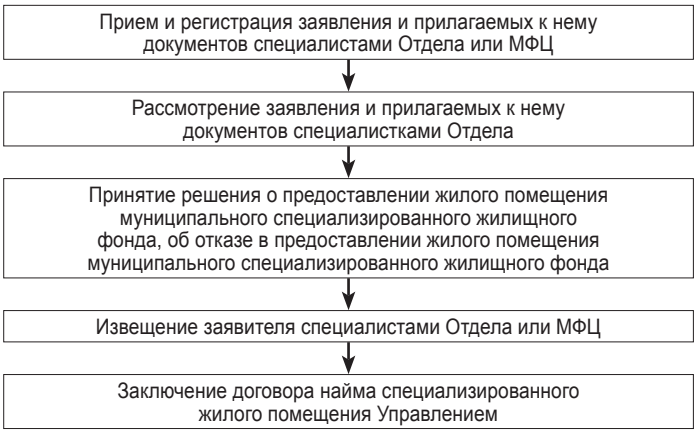 Прием и регистрация заявления и прилагаемых к нему
документов специалистами Отдела или МФЦ
Рассмотрение заявления и прилагаемых к нему
документов специалистками Отдела
Принятие решения о предоставлении жилого помещения
муниципального специализированного жилищного
фонда, об отказе в предоставлении жилого помещения
муниципального специализированного жилищного фонда
Извещение заявителя специалистами Отдела или МФЦ
Заключение договора найма специализированного
жилого помещения Управлением